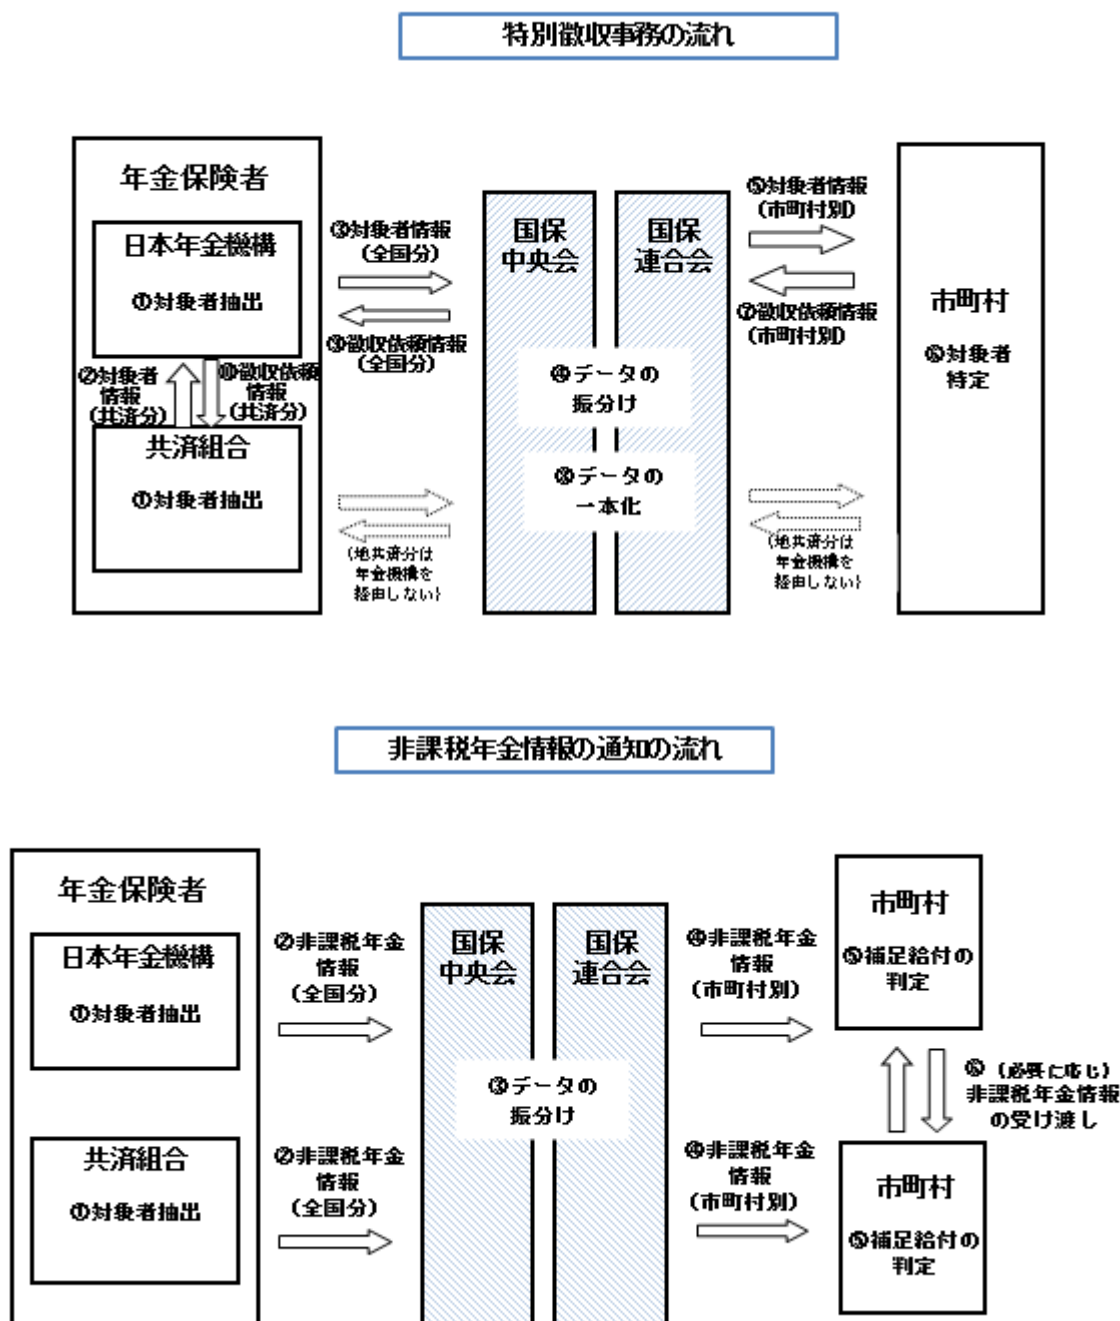 特別徴収事務の流れ
年金保険者
日本年金機構
①対象者抽出
②対象者
情報
(共済分)
⑩徴収依頼
情報
(共済分)
共済組合
①対象者抽出
③対象者情報
(全国分)
⑨徴収依頼情報
(全国分)
(地共済分は
年金機構を
経由しない)
国保
中央会
国保
連合会
④データの
振分け
⑧データの
一本化
⑤対象者情報
(市町村別)
⑦徴収依頼情報
(市町村別)
(地共済分は
年金機構を
経由しない)
市町村
⑥対象者
特定
非課税年金情報の通知の流れ
年金保険者
日本年金機構
①対象者抽出
共済組合
①対象者抽出
②非課税年金
情報
(全国分)
②非課税年金
情報
(全国分)
国保
中央会
国保
連合会
③データの
振分け
④非課税年金
情報
(市町村別)
④非課税年金
情報
(市町村別)
市町村
⑤補足給付の
判定
⑥（必要に応じ）
非課税年金情報
の受け渡し
市町村
⑤補足給付の
判定